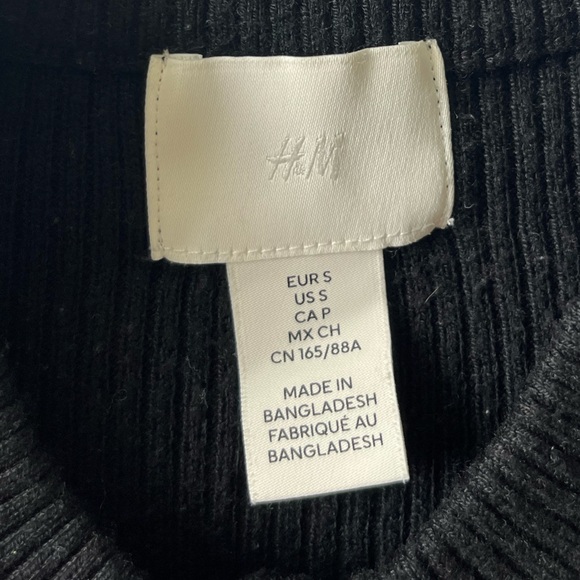 H&M
EUR S
US S
CA P
MX CH
CN 165/88A
MADE IN
BANGLADESH
FABRIQUÉ AU
BANGLADESH